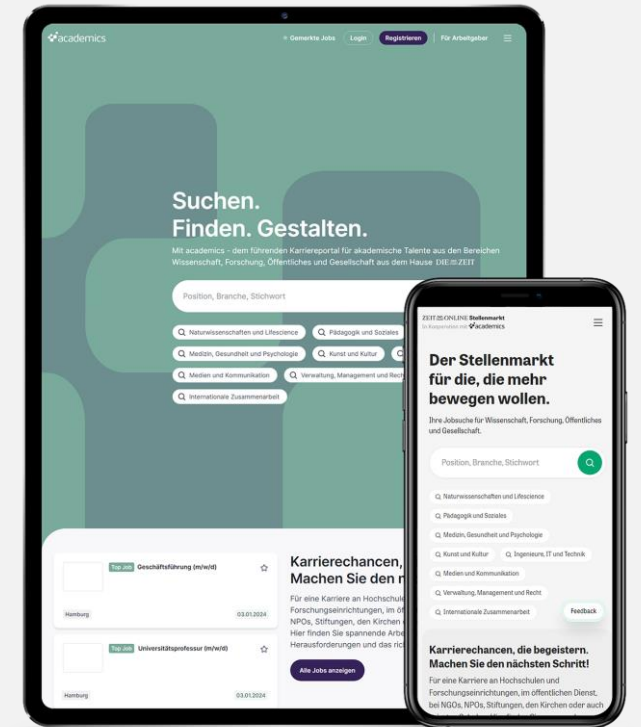 academics
Gemerkte Jobs Login Registrieren Für Arbeitgeber
Suchen.
Finden. Gestalten.
Mit academics - dem führenden Karriereportal für akademische Talente aus den Bereichen
Wissenschaft, Forschung, Öffentliches und Gesellschaft aus dem Hause DIE ZEIT
Position, Branche, Stichwort
Naturwissenschaften und Lifescience Pädagogik und Soziales
Medizin, Gesundheit und Psychologie Kunst und Kultur
Medien und Kommunikation Verwaltung, Management und Recht
Internationale Zusammenarbeit
Top Job Geschäftsführung (m/w/d)
Hamburg 03.01.2024
Top Job Universitätsprofessur (m/w/d)
Hamburg 03.01.2024
Karrierechancen,
Machen Sie den n
Für eine Karriere an Hochschule
Forschungseinrichtungen, im öf
NPOs, Stiftungen, den Kirchen o
Hier finden Sie spannende Arbe
Herausforderungen und das ric
Alle Jobs anzeigen
ZEIT ONLINE Stellenmarkt
in Kooperation mit academics
Der Stellenmarkt
für die, die mehr
bewegen wollen.
Ihre Jobsuche für Wissenschaft, Forschung, Öffentliches
und Gesellschaft.
Position, Branche, Stichwort
Naturwissenschaften und Lifescience
Pädagogik und Soziales
Medizin, Gesundheit und Psychologie
Kunst und Kultur Ingenieure, IT und Technik
Medien und Kommunikation
Verwaltung, Management und Recht
Internationale Zusammenarbeit Feedback
Karrierechancen, die begeistern.
Machen Sie den nächsten Schritt!
Für eine Karriere an Hochschulen und
Forschungseinrichtungen, im öffentlichen Dienst,
bei NGOs, NPOs, Stiftungen, den Kirchen oder auch